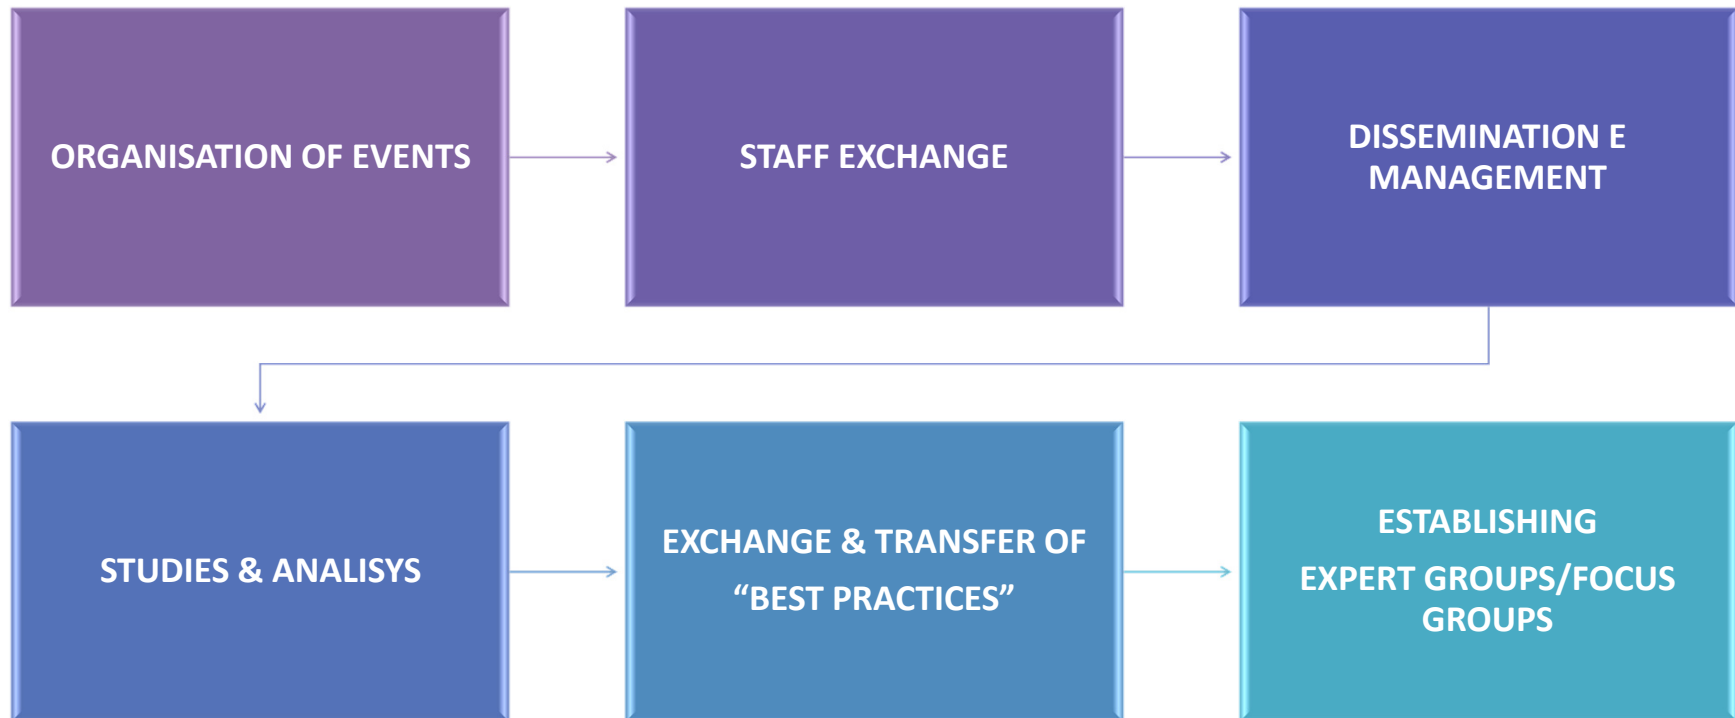 ORGANISATION OF EVENTS
STAFF EXCHANGE
DISSEMINATION E
MANAGEMENT
STUDIES & ANALISYS
EXCHANGE & TRANSFER OF
“BEST PRACTICES”
ESTABLISHING
EXPERT GROUPS/FOCUS
GROUPS